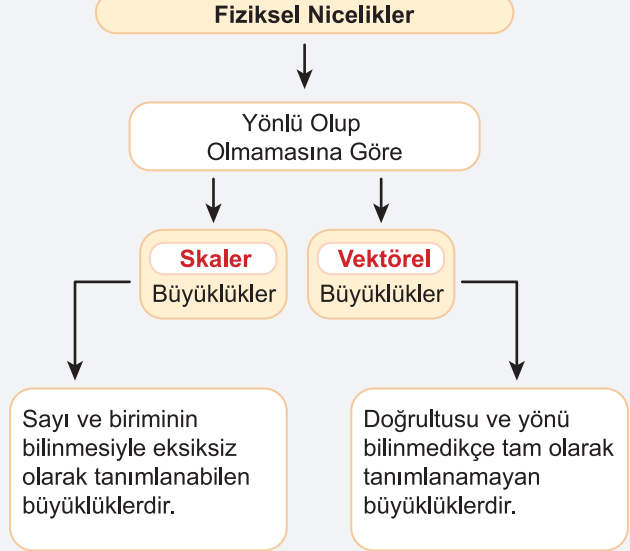 Fiziksel Nicelikler
Yönlü Olup
Olmamasına Göre
Skaler
Büyüklükler
Vektörel
Büyüklükler
Sayı ve biriminin
bilinmesiyle eksiksiz
olarak tanımlanabilen
büyüklüklerdir.
Doğrultusu ve yönü
bilinmedikçe tam olarak
tanımlanamayan
büyüklüklerdir.